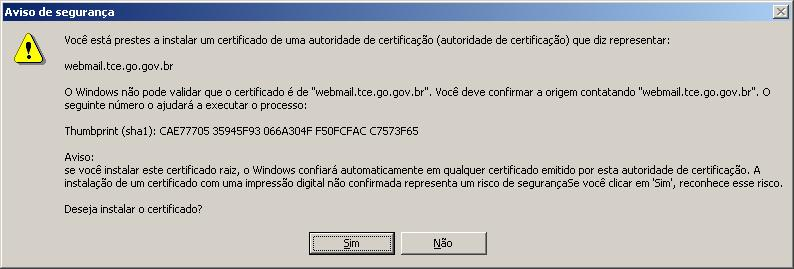 Aviso de segurança
Você está prestes a instalar um certificado de uma autoridade de certificação (autoridade de certificação) que diz representar:
webmail.tce.go.gov.br
O Windows não pode validar que o certificado é de "webmail.tce.go.gov.br". Você deve confirmar a origem contatando "webmail.tce.go.gov.br". O
seguinte número o ajudará a executar o processo:
Thumbprint (sha1): CAE77705 35945F93 066A304F F50FCFAC C7573F65
Aviso:
se você instalar este certificado raiz, o Windows confiará automaticamente em qualquer certificado emitido por esta autoridade de certificação. A
instalação de um certificado com uma impressão digital não confirmada representa um risco de segurançaSe você clicar em 'Sim', reconhece esse risco.
Deseja instalar o certificado?
Sim Não